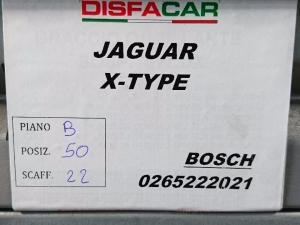 DISFACAR
JAGUAR
X-TYPE
PIANO B
POSIZ. 50
SCAFF. 22
BOSCH
0265222021